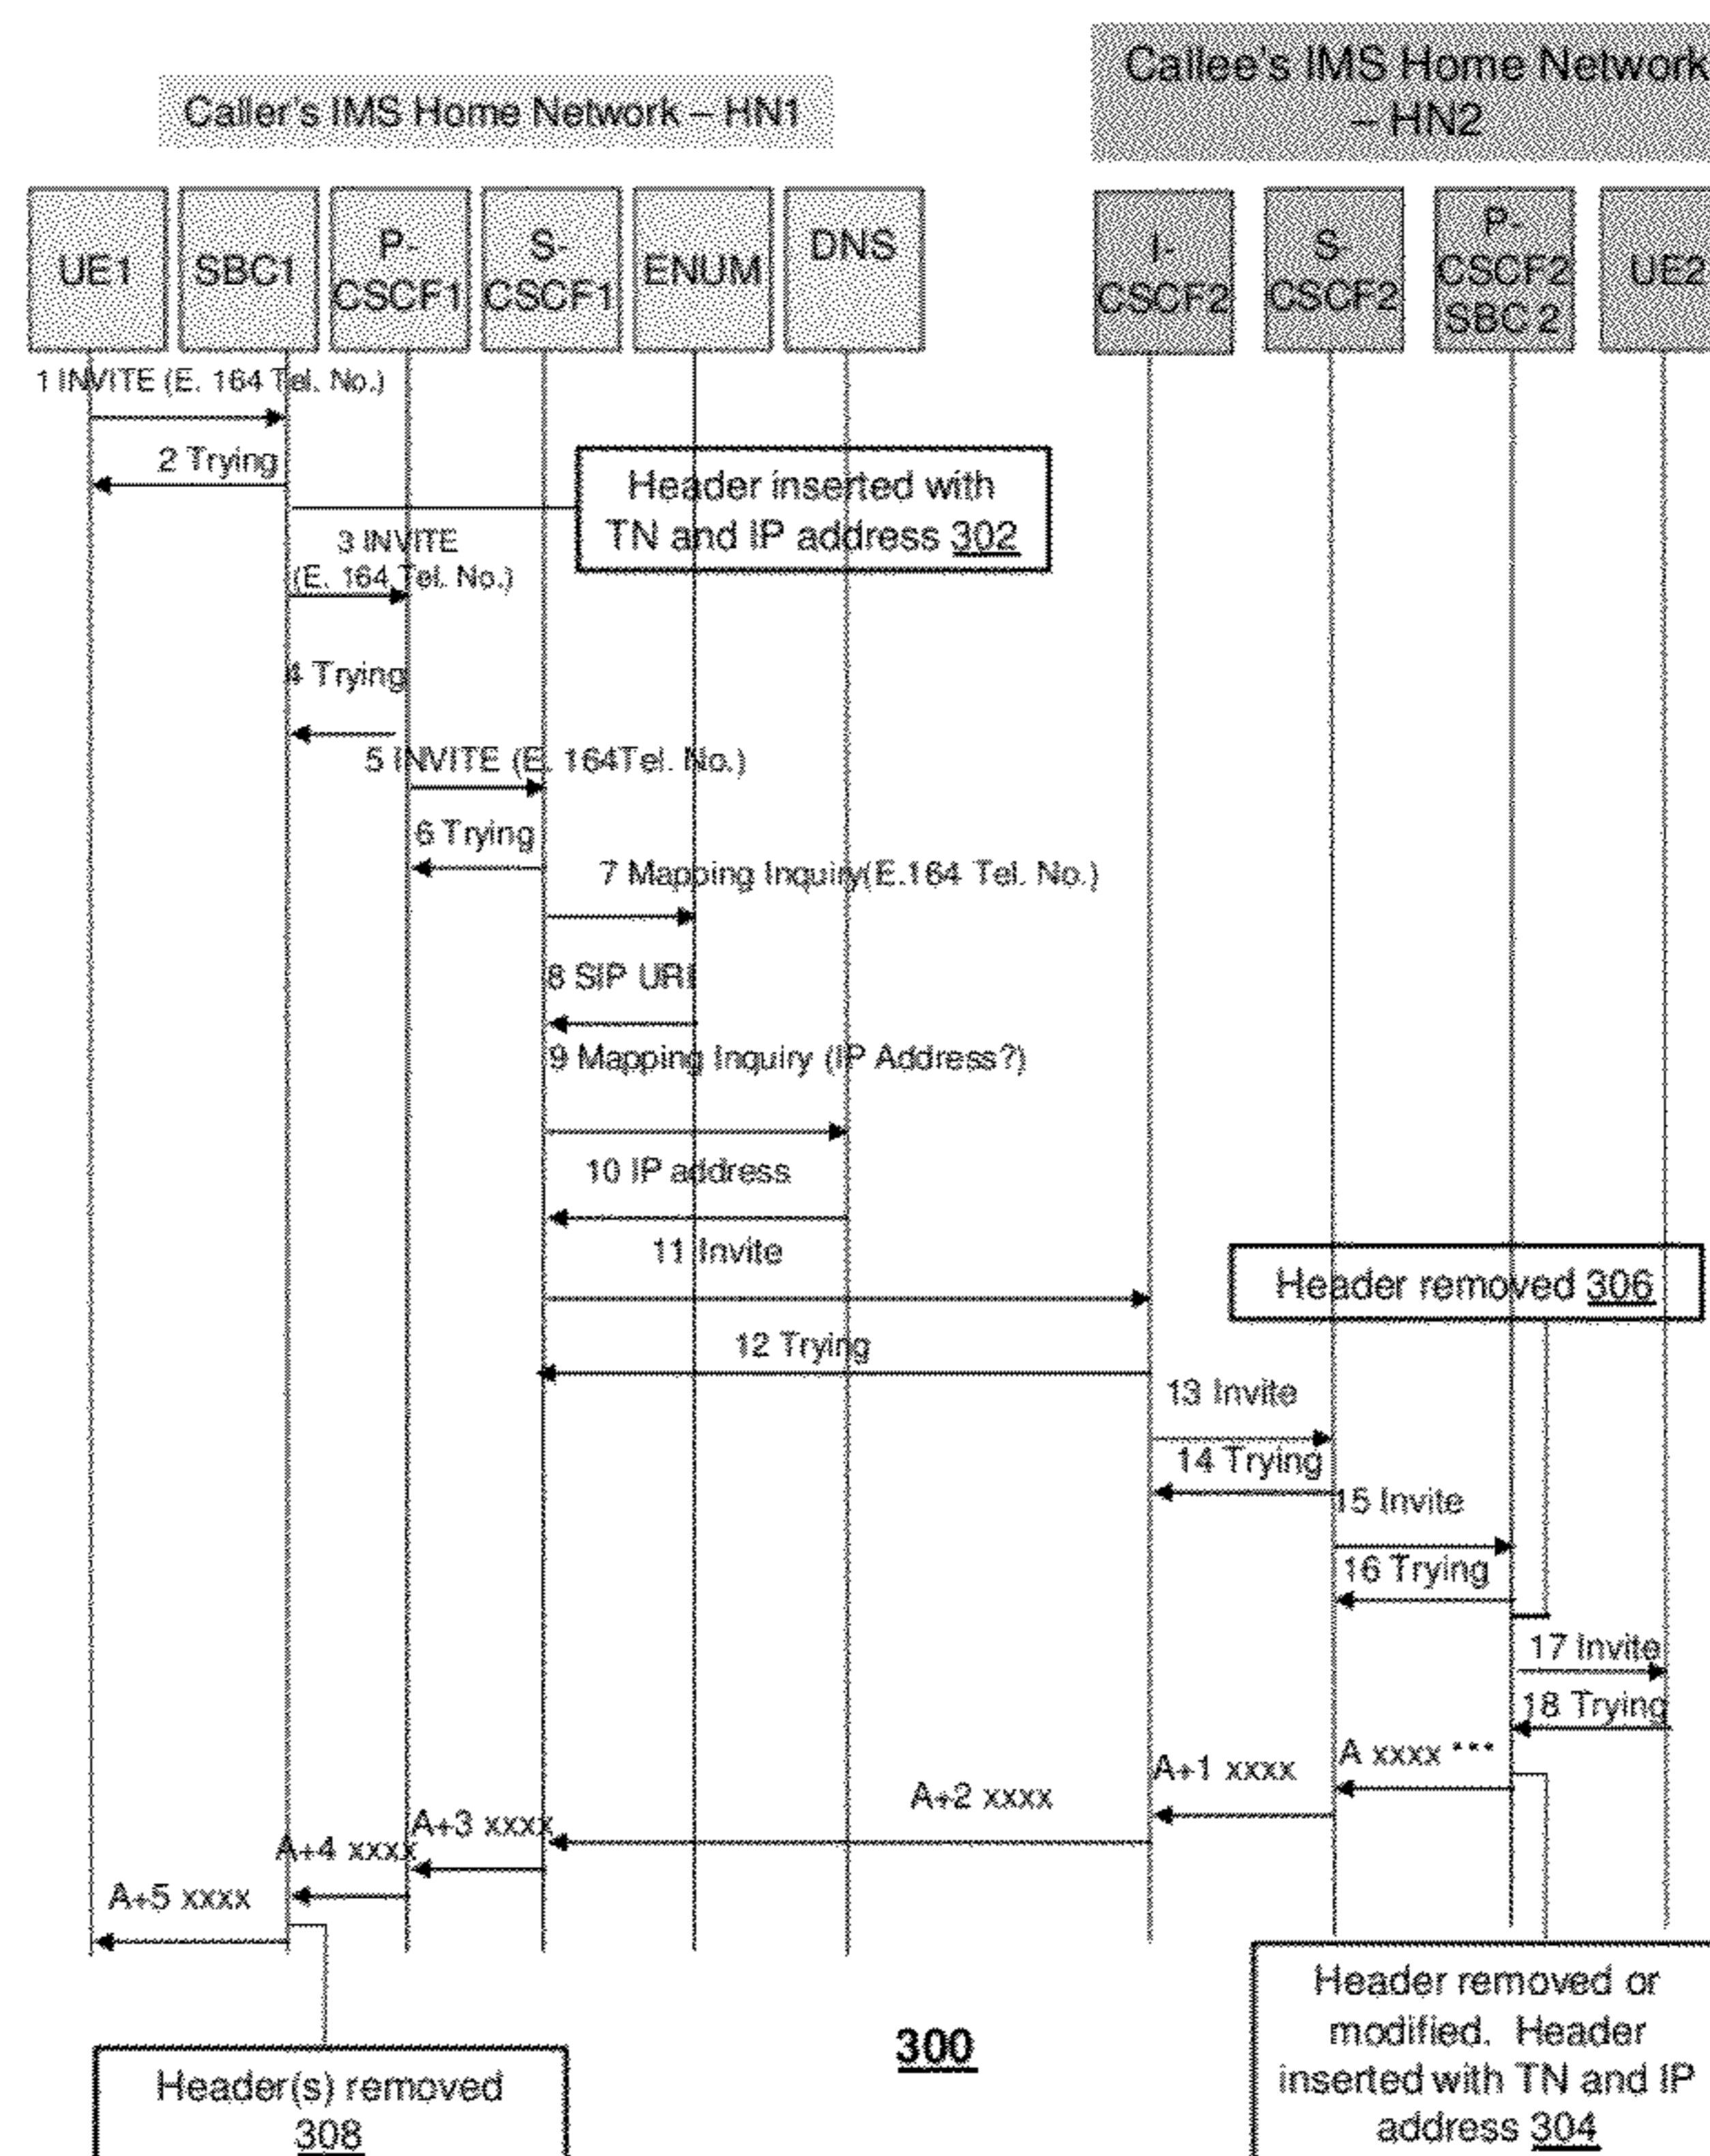 Caller's IMS Home Network – HN1
Callee's IMS Home Network
– HN2
UE1
SBC1
P-
CSCF1
S-
CSCF1
ENUM
DNS
I-
CSCF2
S-
CSCF2
P-
CSCF2
SBC 2
UE2
1 INVITE (E. 164 Tel. No.)
2 Trying
Header inserted with
TN and IP address 302
3 INVITE
(E. 164 Tel. No.)
4 Trying
5 INVITE (E. 164Tel. No.)
6 Trying
7 Mapping Inquiry(E.164 Tel. No.)
8 SIP URI
9 Mapping Inquiry (IP Address?)
10 IP address
11 Invite
Header removed 306
12 Trying
13 Invite
14 Trying
15 Invite
16 Trying
17 Invite
18 Trying
A xxxx ***
A+1 xxxx
A+2 xxxx
A+3 xxxx
A+4 xxxx
A+5 xxxx
300
Header(s) removed
308
Header removed or
modified. Header
inserted with TN and IP
address 304